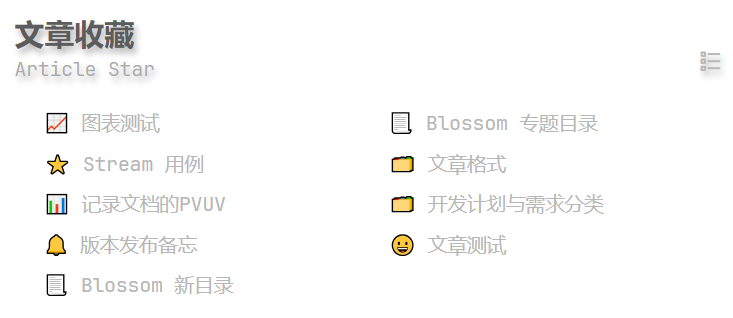 文章收藏
Article Star
图表测试
Blossom 专题目录
Stream 用例
文章格式
记录文档的PVUV
开发计划与需求分类
版本发布备忘
文章测试
Blossom 新目录